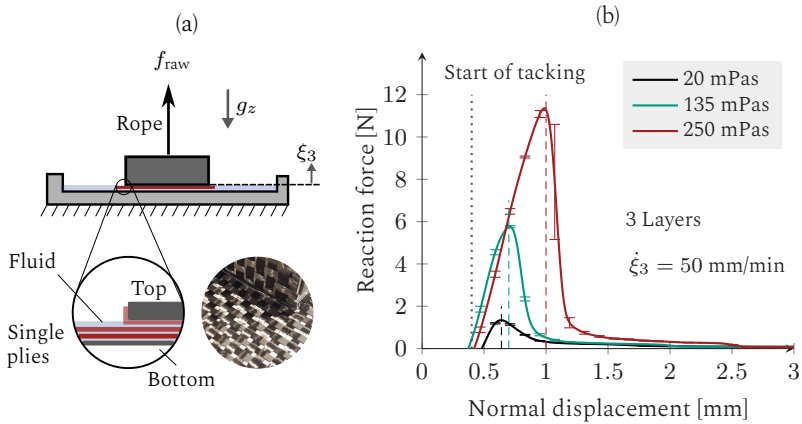 (a)
f_raw
g_z
Rope
ξ_3
Fluid
Top
Single
plies
Bottom
(b)
Start of tacking
20 mPas
135 mPas
250 mPas
3 Layers
ξ̇_3 = 50 mm/min
Reaction force [N]
12
10
8
6
4
2
0
0 0.5 1 1.5 2 2.5 3
Normal displacement [mm]